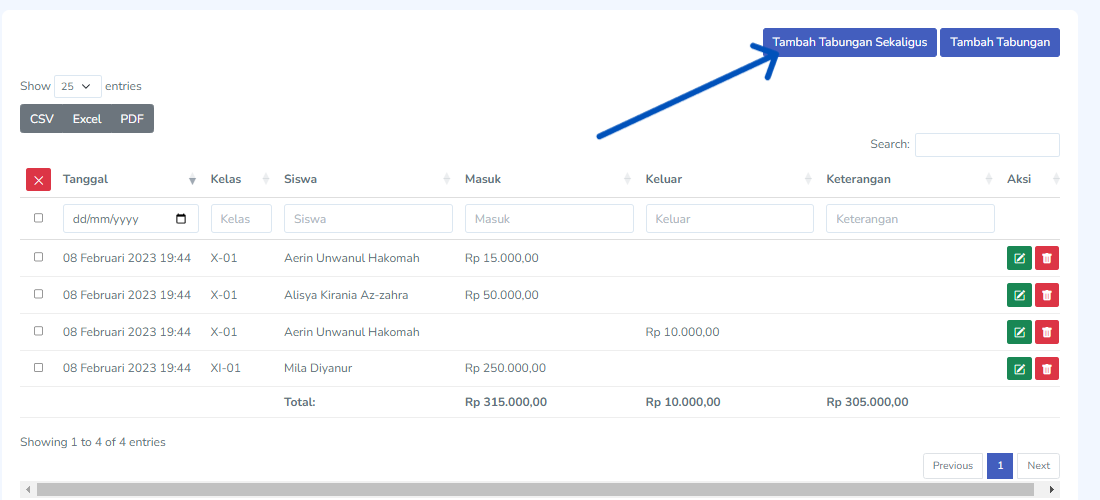 Tambah Tabungan Sekaligus Tambah Tabungan
Show 25 entries
CSV Excel PDF
Search:
Tanggal Kelas Siswa Masuk Keluar Keterangan Aksi
dd/mm/yyyy Kelas Siswa Masuk Keluar Keterangan
08 Februari 2023 19:44 X-01 Aerin Unwanul Hakomah Rp 15.000,00
08 Februari 2023 19:44 X-01 Alisya Kirania Az-zahra Rp 50.000,00
08 Februari 2023 19:44 X-01 Aerin Unwanul Hakomah Rp 10.000,00
08 Februari 2023 19:44 XI-01 Mila Diyanur Rp 250.000,00
Total: Rp 315.000,00 Rp 10.000,00 Rp 305.000,00
Showing 1 to 4 of 4 entries
Previous 1 Next